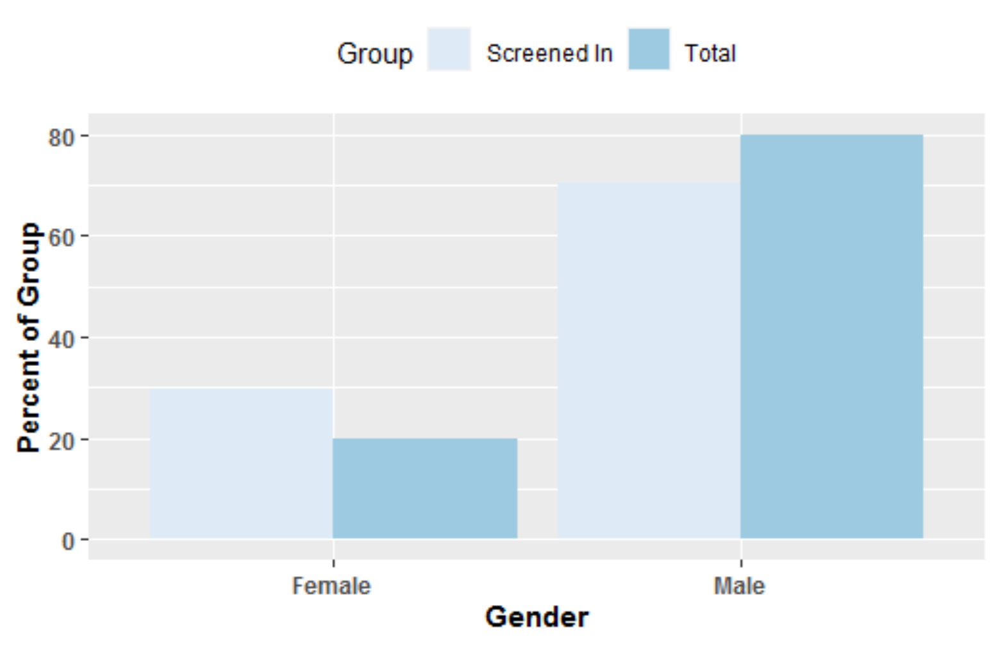 Group Screened In Total
80
60
40
20
0
Percent of Group
Female Male
Gender